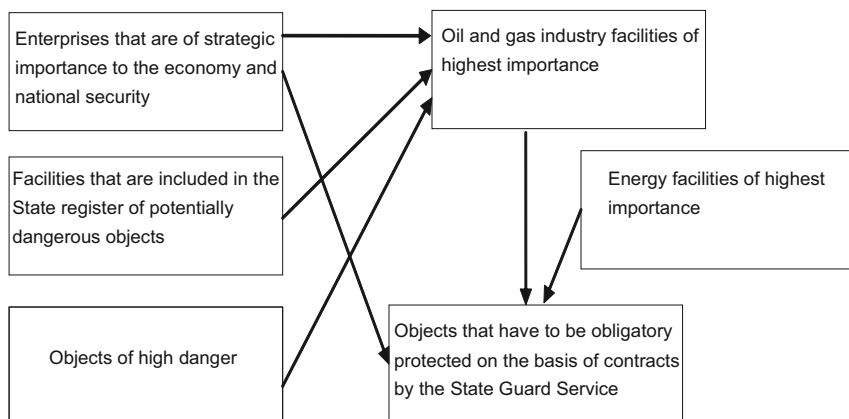 Enterprises that are of strategic
importance to the economy and
national security
Oil and gas industry facilities of
highest importance
Facilities that are included in the
State register of potentially
dangerous objects
Energy facilities of highest
importance
Objects of high danger
Objects that have to be obligatory
protected on the basis of contracts
by the State Guard Service